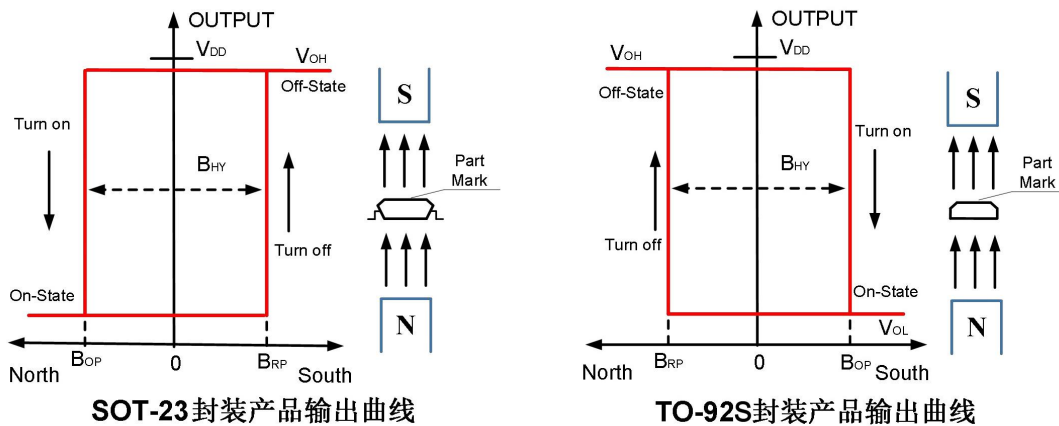 OUTPUT
VDD
VOH
Off-State
Turn on
BHY
Turn off
On-State
BOP
0
BRP
North
South
S
Part
Mark
N
SOT-23封装产品输出曲线
OUTPUT
VDD
VOH
Off-State
Turn on
BHY
Turn off
On-State
VOL
BRP
0
BOP
North
South
S
Part
Mark
N
TO-92S封装产品输出曲线